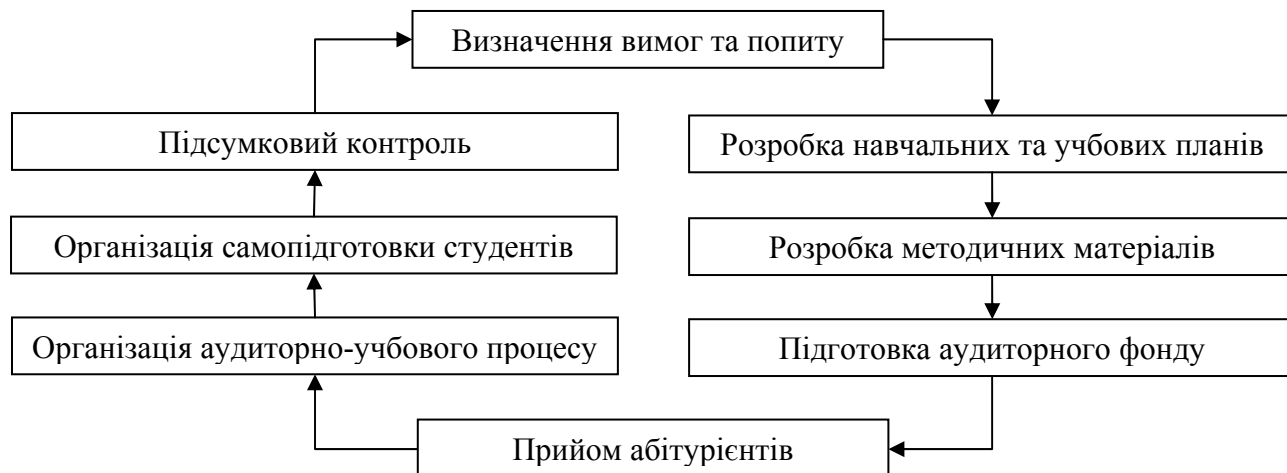 Визначення вимог та попиту
Підсумковий контроль
Розробка навчальних та учбових планів
Організація самопідготовки студентів
Розробка методичних матеріалів
Організація аудиторно-учбового процесу
Підготовка аудиторного фонду
Прийом абітурієнтів